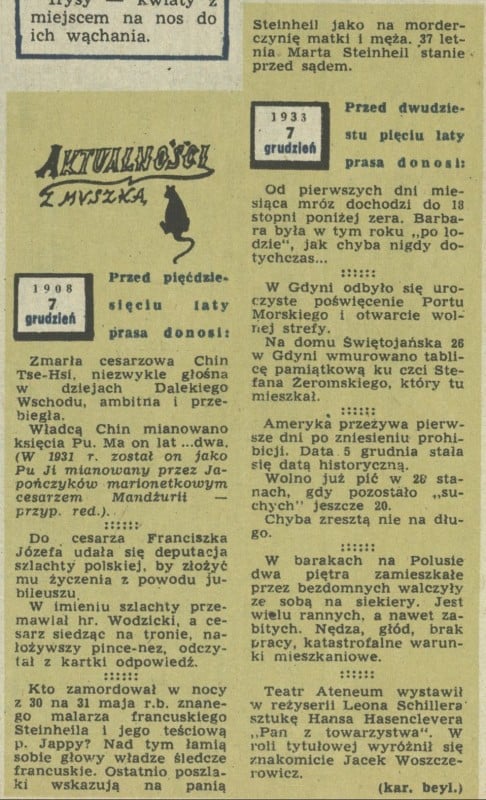 Irysy — kwiaty z
miejscem na nos do
ich wąchania.
AKTUALNOŚCI
Z MYSZKĄ
1908
7
grudzień
Przed pięćdzie-
sięciu laty
prasa donosi:
Zmarła cesarzowa Chin
Tse-Hsi, niezwykle głośna
w dziejach Dalekiego
Wschodu, ambitna i prze-
biegła.
Władcą Chin mianowano
księcia Pu. Ma on lat ...dwa.
(W 1931 r. został on jako
Pu Ji mianowany przez Ja-
pończyków marionetkowym
cesarzem Mandżurii —
przyp. red.).
::::::
Do cesarza Franciszka
Józefa udała się deputacja
szlachty polskiej, by złożyć
mu życzenia z powodu ju-
bileuszu.
W imieniu szlachty prze-
mawiał hr. Wodzicki, a ce-
sarz siedząc na tronie, na-
łożywszy pince-nez, odczy-
tał z kartki odpowiedź.
::::::
Kto zamordował w nocy
z 30 na 31 maja r.b. znane-
go malarza francuskiego
Steinheila i jego teściową
p. Jappy? Nad tym łamią
sobie głowy władze śledcze
francuskie. Ostatnio poszla-
ki wskazują na panią
Steinheil jako na morder-
czynię matki i męża. 37 let-
nia Marta Steinheil stanie
przed sądem.
1933
7
grudzień
Przed dwudzie-
stu pięciu laty
prasa donosi:
Od pierwszych dni mie-
siąca mróz dochodzi do 18
stopni poniżej zera. Barba-
ra była w tym roku „po lo-
dzie“, jak chyba nigdy do-
tychczas...
::::::
W Gdyni odbyło się uro-
czyste poświęcenie Portu
Morskiego i otwarcie wol-
nej strefy.
Na domu Świętojańska 26
w Gdyni wmurowano tabli-
cę pamiątkową ku czci Ste-
fana Żeromskiego, który tu
mieszkał.
::::::
Ameryka przeżywa pierw-
sze dni po zniesieniu prohi-
bicji. Data 5 grudnia stała
się datą historyczną.
Wolno już pić w 28 sta-
nach, gdy pozostało „su-
chych” jeszcze 20.
Chyba zresztą nie na dłu-
go.
::::::
W barakach na Polusie
dwa piętra zamieszkałe
przez bezdomnych walczyły
ze sobą na siekiery. Jest
wielu rannych, a nawet za-
bitych. Nędza, głód, brak
pracy, katastrofalne warun-
ki mieszkaniowe.
::::::
Teatr Ateneum wystawił
w reżyserii Leona Schillera
sztukę Hansa Hasenclevera
„Pan z towarzystwa“. W
roli tytułowej wyróżnił się
znakomicie Jacek Woszcze-
rowicz.
(kar. beyl.)